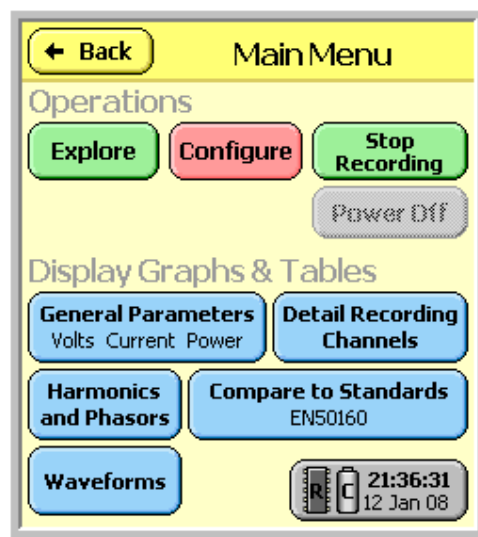 ← Back
Main Menu
Operations
Explore
Configure
Stop
Recording
Power Off
Display Graphs & Tables
General Parameters
Volts Current Power
Detail Recording
Channels
Harmonics
and Phasors
Compare to Standards
EN50160
Waveforms
R
C
21:36:31
12 Jan 08